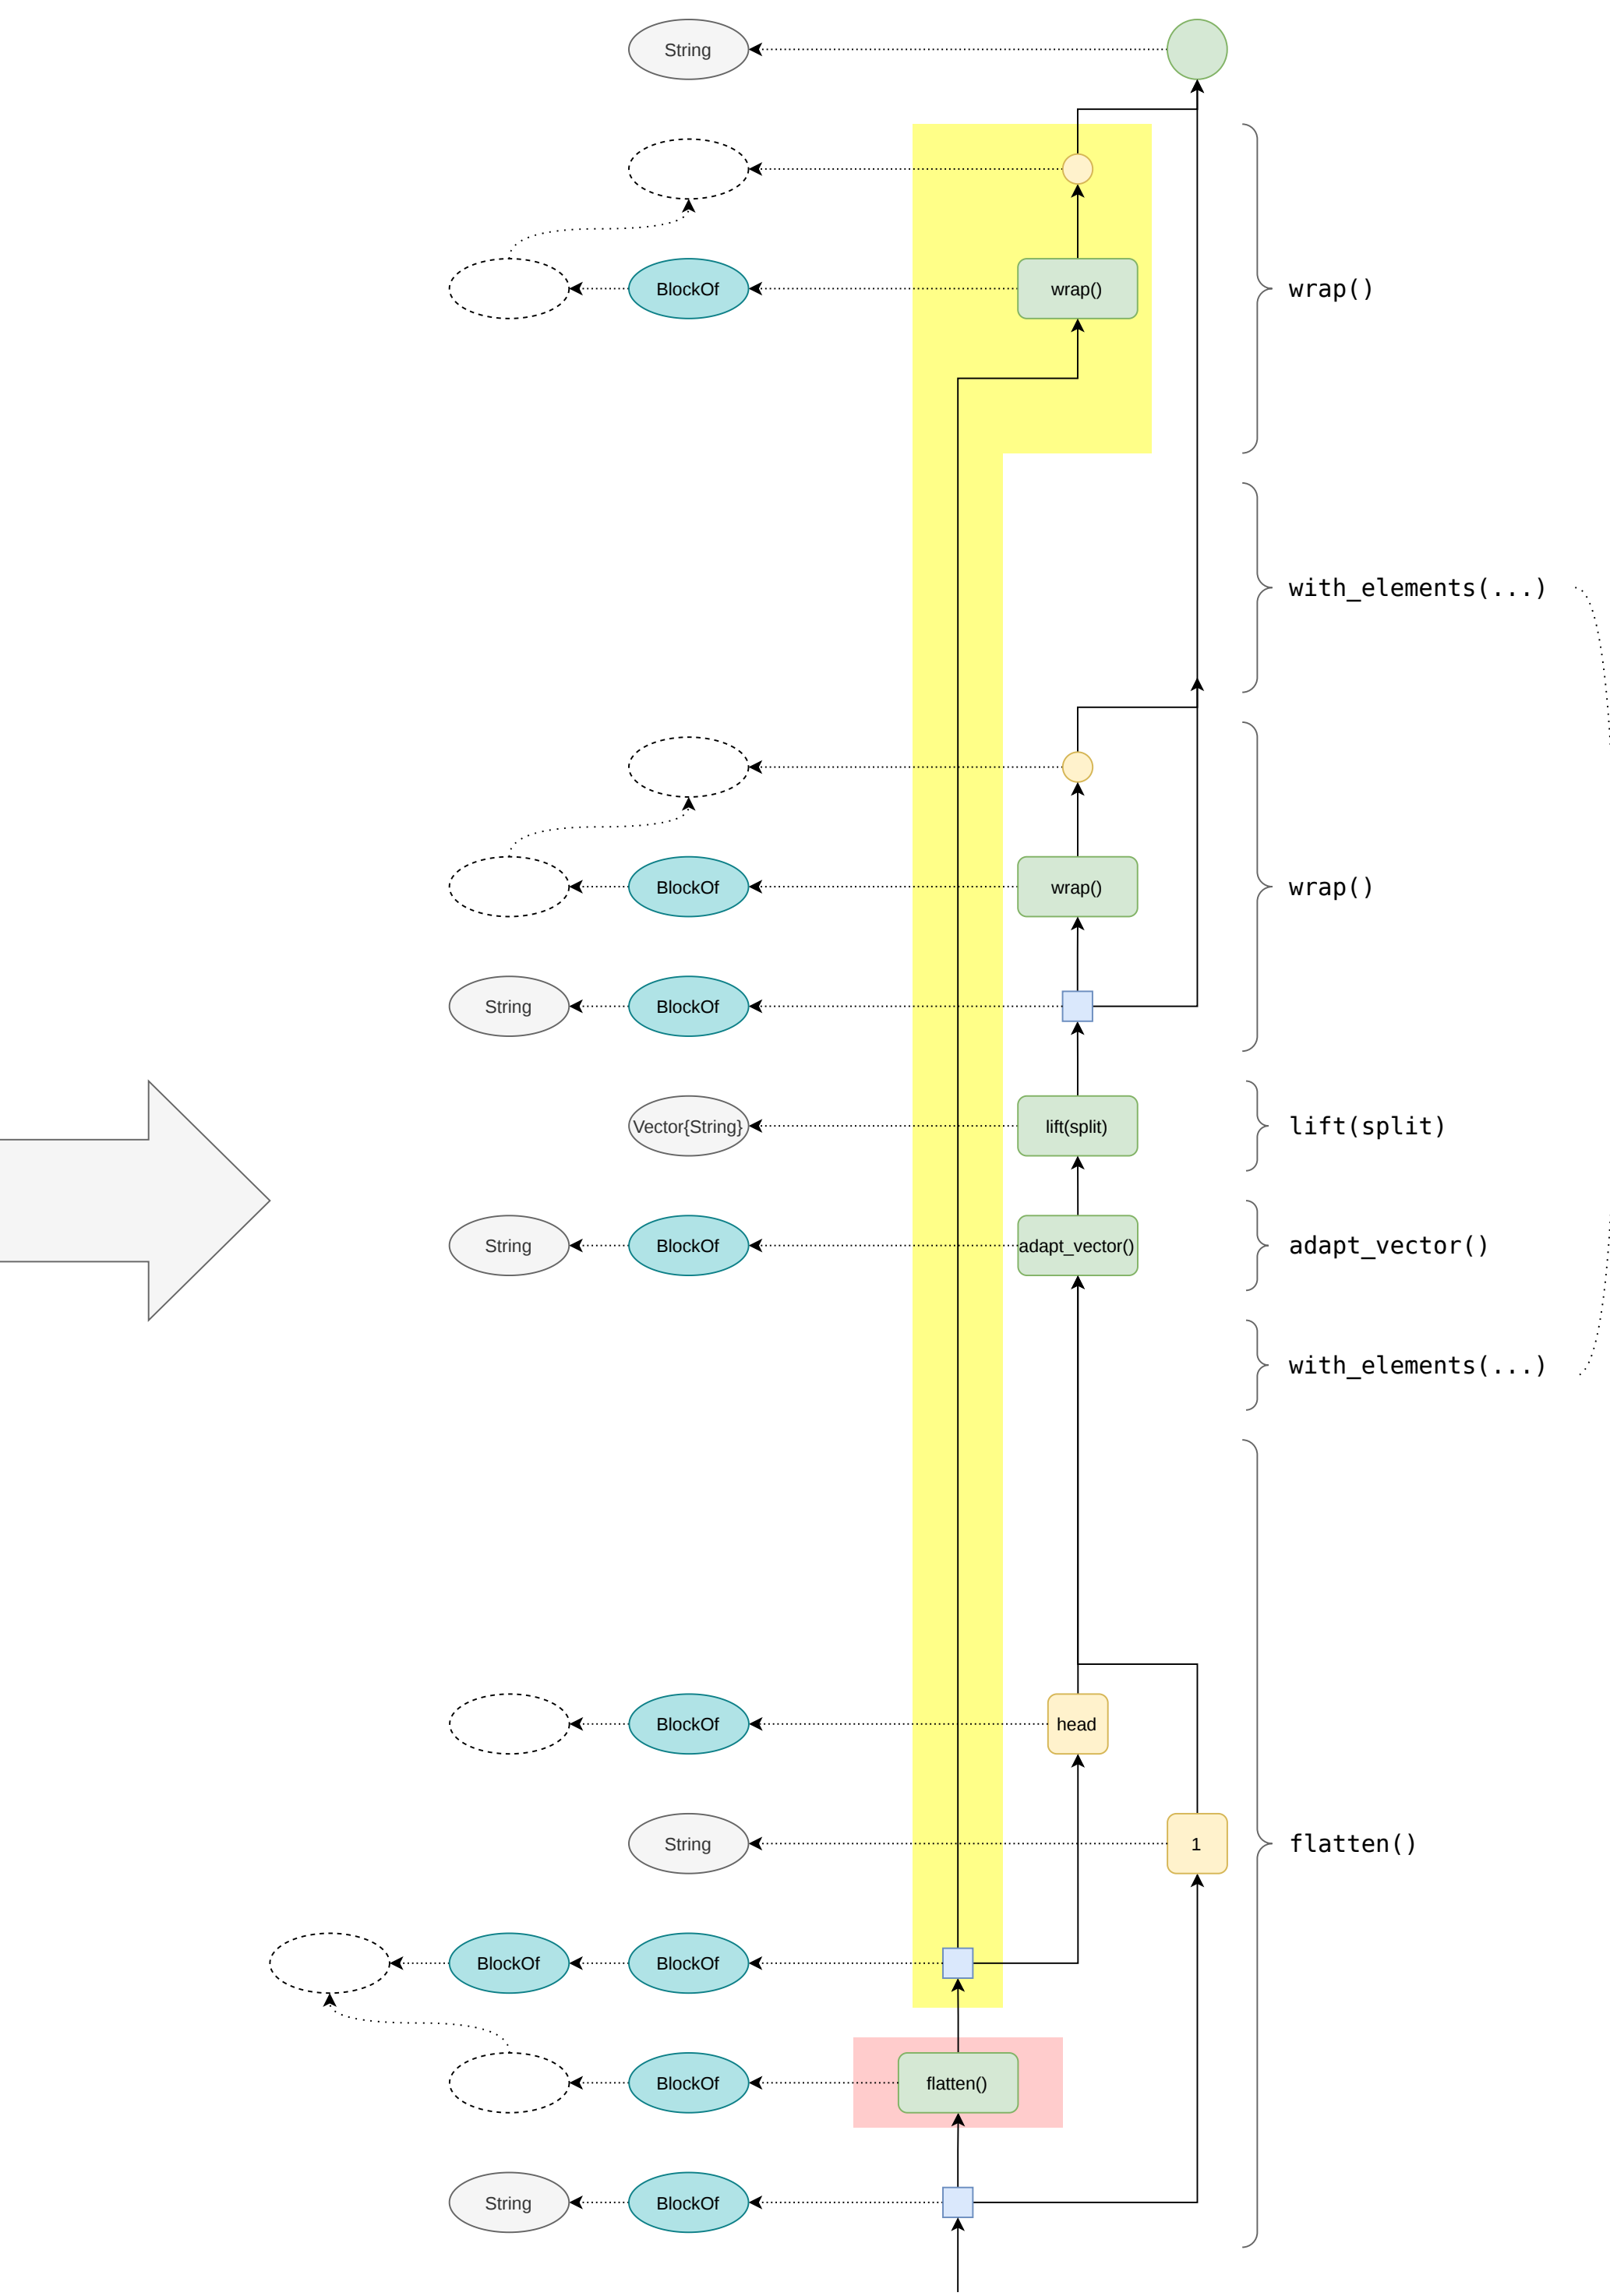 String
BlockOf
wrap()
wrap()
with_elements(...)
BlockOf
wrap()
wrap()
String
BlockOf
Vector{String}
lift(split)
lift(split)
String
BlockOf
adapt_vector()
adapt_vector()
with_elements(...)
BlockOf
head
String
1
flatten()
BlockOf
BlockOf
BlockOf
flatten()
String
BlockOf